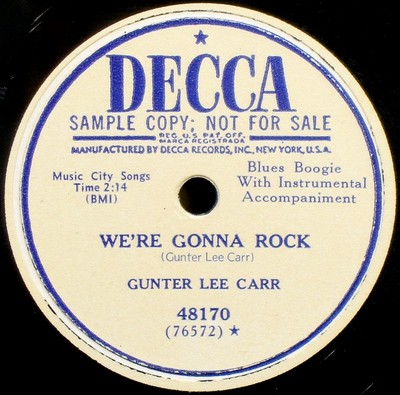 DECCA
SAMPLE COPY; NOT FOR SALE
REG. U.S. PAT. OFF.
MARCA REGISTRADA
MANUFACTURED BY DECCA RECORDS, INC., NEW YORK, U.S.A.
Music City Songs
Time 2:14
(BMI)
Blues Boogie
With Instrumental
Accompaniment
WE'RE GONNA ROCK
(Gunter Lee Carr)
GUNTER LEE CARR
48170
(76572) ★